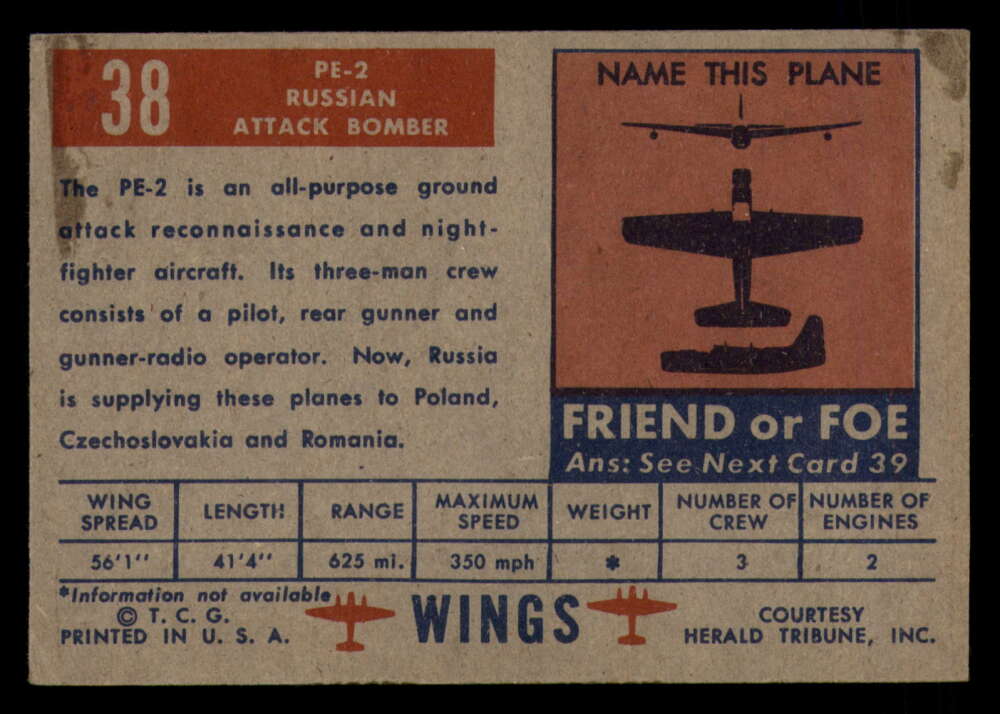 38
PE-2
RUSSIAN
ATTACK BOMBER
The PE-2 is an all-purpose ground
attack reconnaissance and night-
fighter aircraft. Its three-man crew
consists of a pilot, rear gunner and
gunner-radio operator. Now, Russia
is supplying these planes to Poland,
Czechoslovakia and Romania.
NAME THIS PLANE
FRIEND or FOE
Ans: See Next Card 39
WING SPREAD LENGTH RANGE MAXIMUM SPEED WEIGHT NUMBER OF CREW NUMBER OF ENGINES
56'1" 41'4" 625 mi. 350 mph * 3 2
*Information not available
© T. C. G.
PRINTED IN U. S. A.
WINGS
COURTESY
HERALD TRIBUNE, INC.